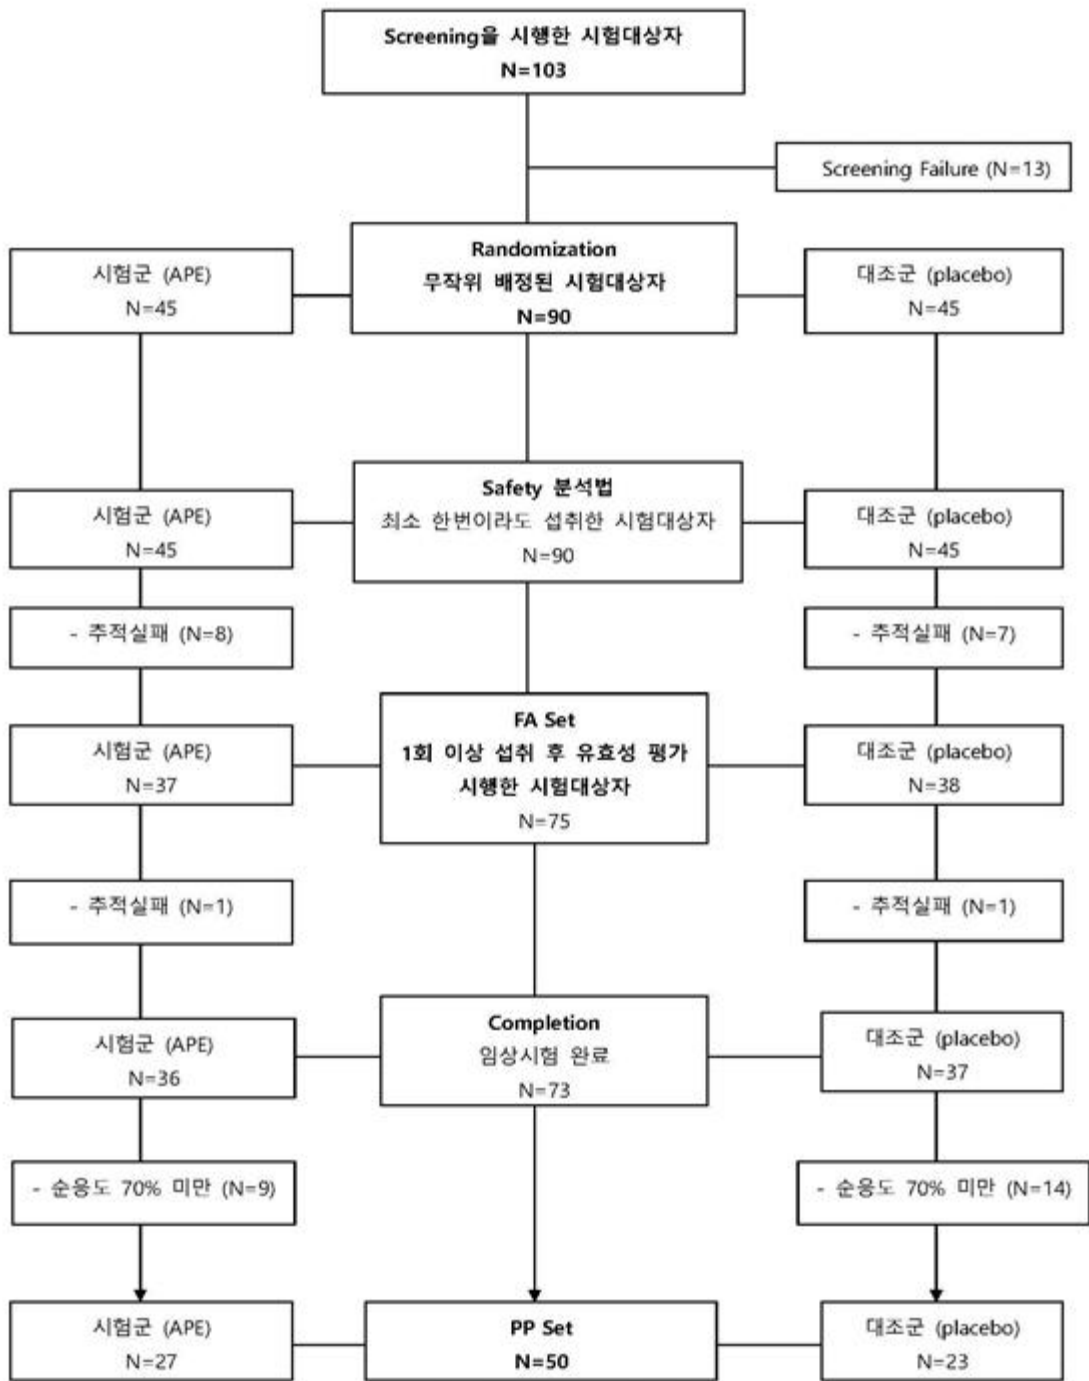 Screening을 시행한 시험대상자
N=103
Screening Failure (N=13)
시험군 (APE)
N=45
Randomization
무작위 배정된 시험대상자
N=90
대조군 (placebo)
N=45
시험군 (APE)
N=45
Safety 분석법
최소 한번이라도 섭취한 시험대상자
N=90
대조군 (placebo)
N=45
- 추적실패 (N=8)
- 추적실패 (N=7)
시험군 (APE)
N=37
FA Set
1회 이상 섭취 후 유효성 평가
시행한 시험대상자
N=75
대조군 (placebo)
N=38
- 추적실패 (N=1)
- 추적실패 (N=1)
시험군 (APE)
N=36
Completion
임상시험 완료
N=73
대조군 (placebo)
N=37
- 순응도 70% 미만 (N=9)
- 순응도 70% 미만 (N=14)
시험군 (APE)
N=27
PP Set
N=50
대조군 (placebo)
N=23